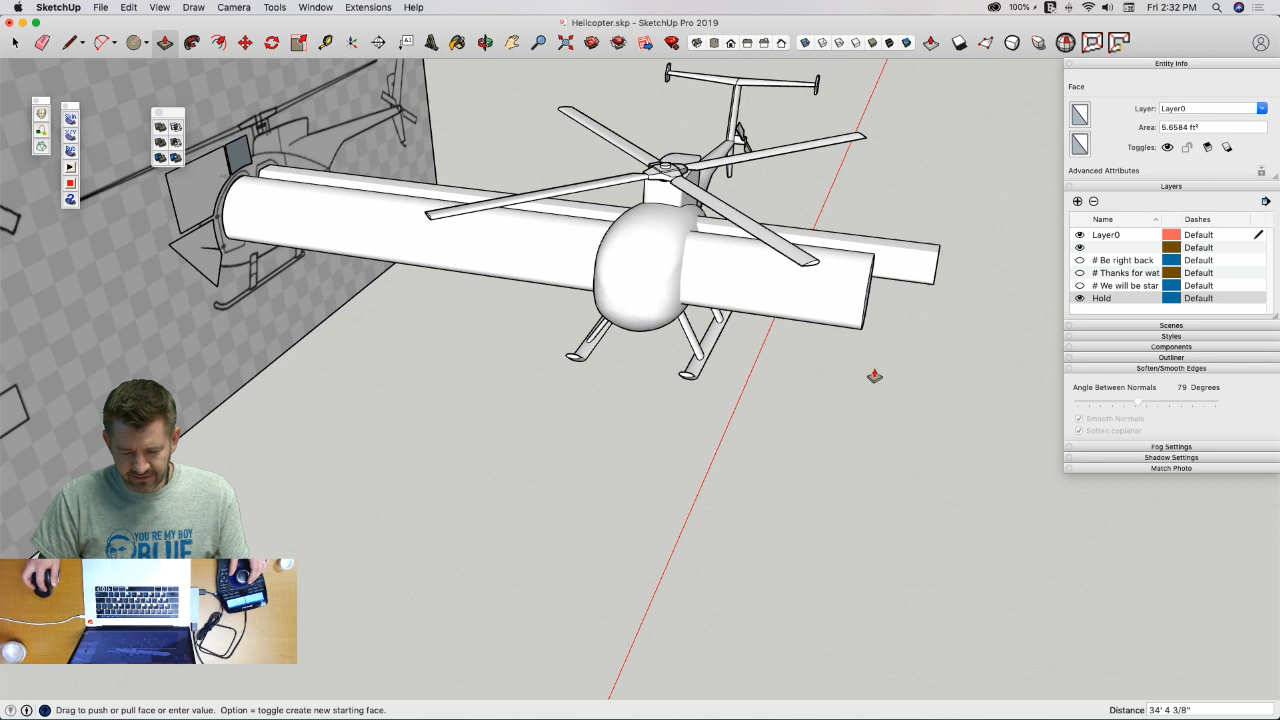 SketchUp File Edit View Draw Camera Tools Window Extensions Help 100% Fri 2:32 PM
Helicopter.skp - SketchUp Pro 2019
Entity Info
Face
Layer: Layer0
Area: 5.6584 ft²
Toggles:
Advanced Attributes
Layers
Name Dashes
Layer0 Default
Default
# Be right back Default
# Thanks for wat Default
# We will be star Default
Hold Default
Scenes
Styles
Components
Outliner
Soften/Smooth Edges
Angle Between Normals 79 Degrees
Smooth Normals
Soften coplanar
Fog Settings
Shadow Settings
Match Photo
YOU'RE MY BOY
BLUE
Drag to push or pull face or enter value. Option = toggle create new starting face. Distance 34' 4 3/8"